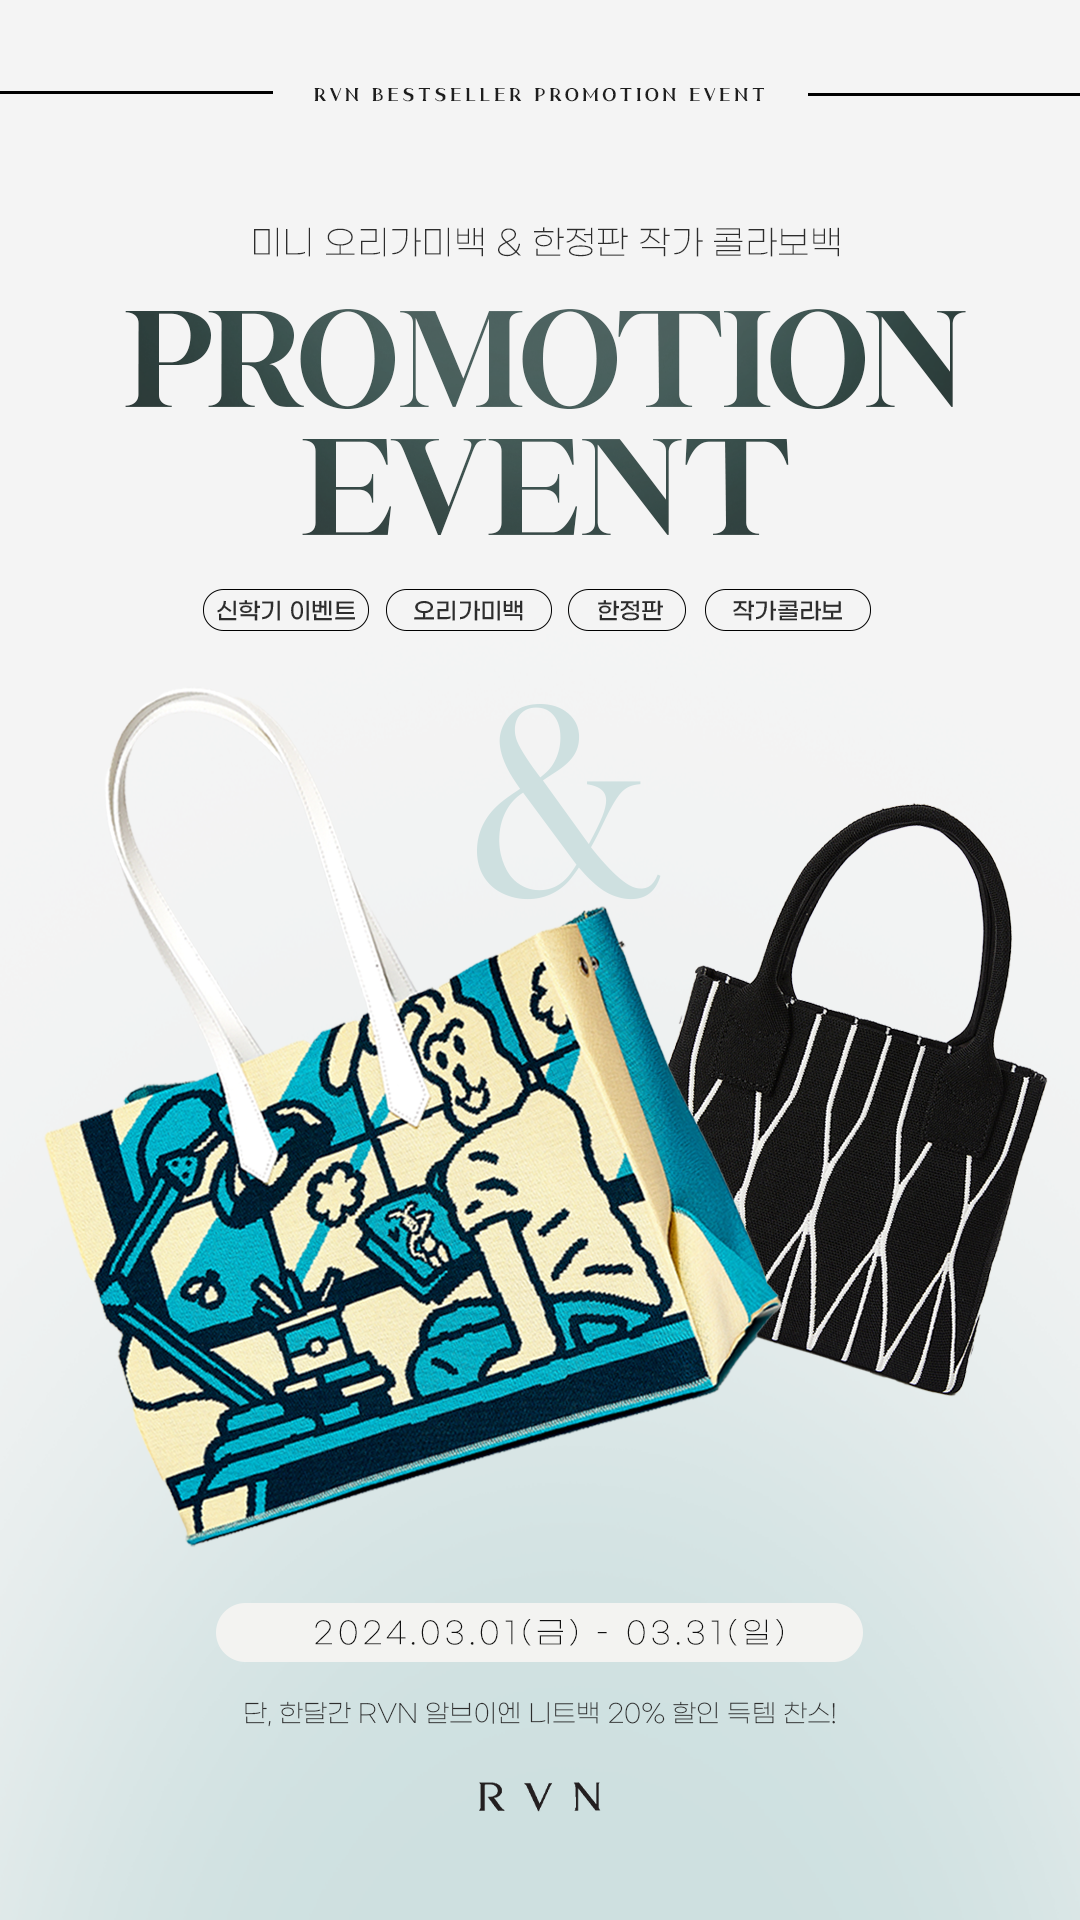 RVN BESTSELLER PROMOTION EVENT
미니 오리가미백 & 한정판 작가 콜라보백
PROMOTION
EVENT
신학기 이벤트 오리가미백 한정판 작가콜라보
&
2024.03.01(금) - 03.31(일)
단, 한달간 RVN 알브이엔 니트백 20% 할인 득템 찬스!
RVN